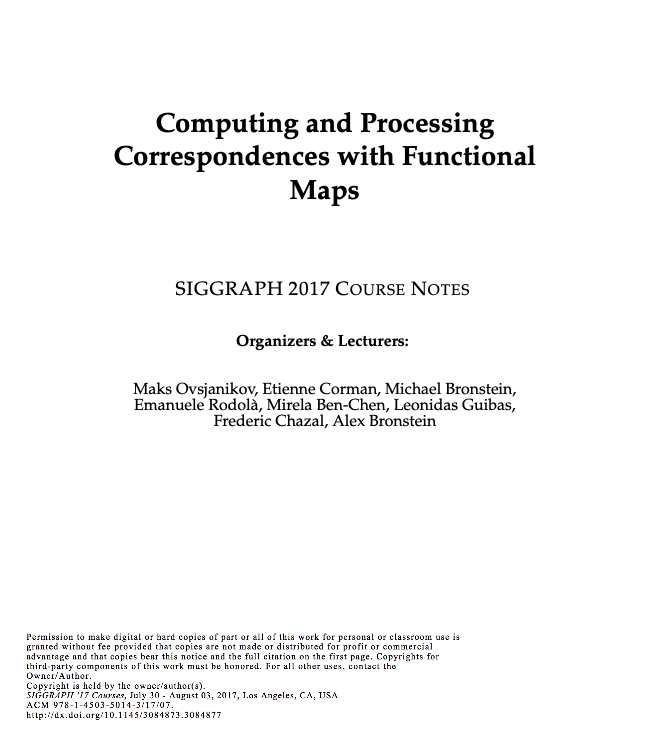 Computing and Processing
Correspondences with Functional
Maps
SIGGRAPH 2017 COURSE NOTES
Organizers & Lecturers:
Maks Ovsjanikov, Etienne Corman, Michael Bronstein,
Emanuele Rodolà, Mirela Ben-Chen, Leonidas Guibas,
Frederic Chazal, Alex Bronstein
Permission to make digital or hard copies of part or all of this work for personal or classroom use is
granted without fee provided that copies are not made or distributed for profit or commercial
advantage and that copies bear this notice and the full citation on the first page. Copyrights for
third-party components of this work must be honored. For all other uses, contact the
Owner/Author.
Copyright is held by the owner/author(s).
SIGGRAPH '17 Courses, July 30 - August 03, 2017, Los Angeles, CA, USA
ACM 978-1-4503-5014-3/17/07.
http://dx.doi.org/10.1145/3084873.3084877